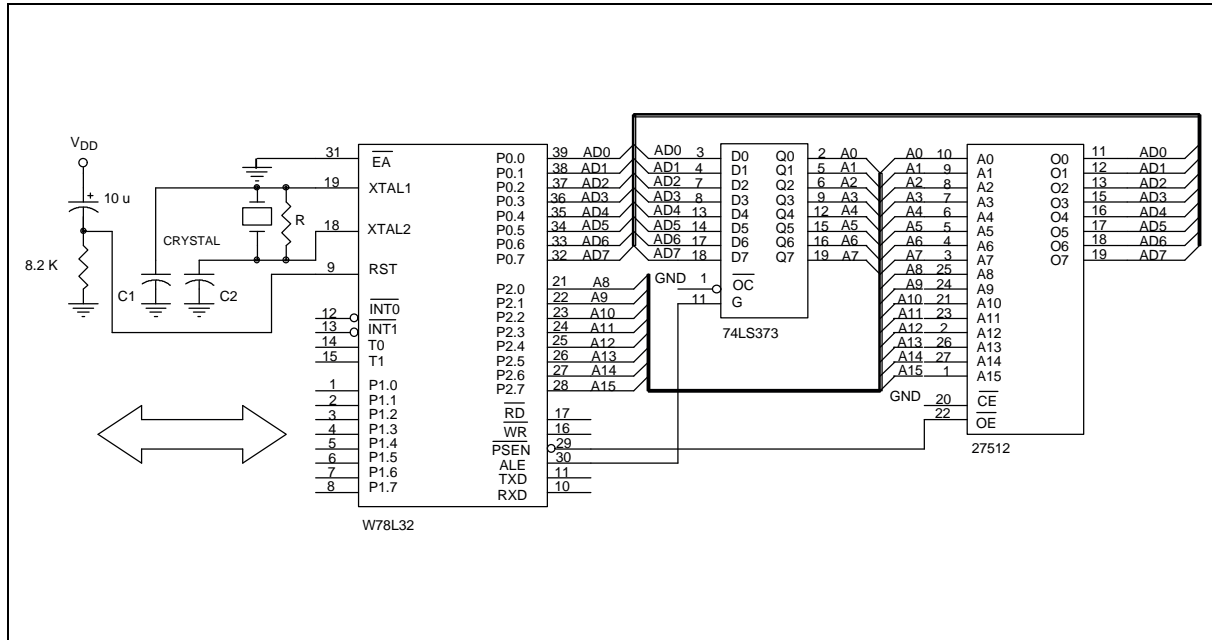 VDD
10 u
8.2 K
C1
C2
CRYSTAL
R
31 EA
19 XTAL1
18 XTAL2
9 RST
12 INT0
13 INT1
14 T0
15 T1
1 P1.0
2 P1.1
3 P1.2
4 P1.3
5 P1.4
6 P1.5
7 P1.6
8 P1.7
P0.0 39 AD0
P0.1 38 AD1
P0.2 37 AD2
P0.3 36 AD3
P0.4 35 AD4
P0.5 34 AD5
P0.6 33 AD6
P0.7 32 AD7
P2.0 21 A8
P2.1 22 A9
P2.2 23 A10
P2.3 24 A11
P2.4 25 A12
P2.5 26 A13
P2.6 27 A14
P2.7 28 A15
RD 17
WR 16
PSEN 29
ALE 30
TXD 11
RXD 10
W78L32
AD0 3 D0 Q0 2 A0
AD1 4 D1 Q1 5 A1
AD2 7 D2 Q2 6 A2
AD3 8 D3 Q3 9 A3
AD4 13 D4 Q4 12 A4
AD5 14 D5 Q5 15 A5
AD6 17 D6 Q6 16 A6
AD7 18 D7 Q7 19 A7
GND 1 OC
11 G
74LS373
A0 10 A0 O0 11 AD0
A1 9 A1 O1 12 AD1
A2 8 A2 O2 13 AD2
A3 7 A3 O3 15 AD3
A4 6 A4 O4 16 AD4
A5 5 A5 O5 17 AD5
A6 4 A6 O6 18 AD6
A7 3 A7 O7 19 AD7
A8 25 A8
A9 24 A9
A10 21 A10
A11 23 A11
A12 2 A12
A13 26 A13
A14 27 A14
A15 1 A15
GND 20 CE
22 OE
27512